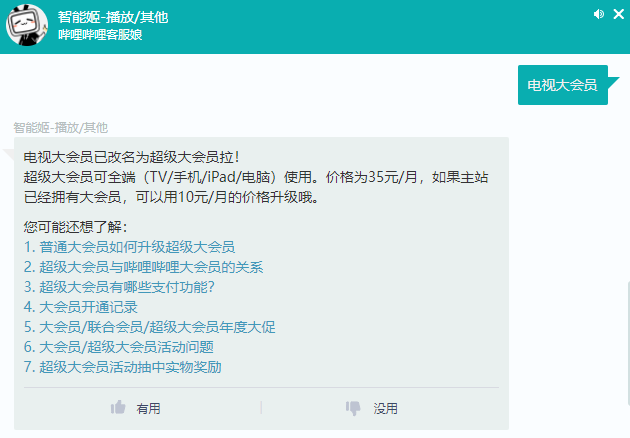 智能姬-播放/其他
哔哩哔哩客服娘
电视大会员
智能姬-播放/其他
电视大会员已改名为超级大会员拉！
超级大会员可全端（TV/手机/iPad/电脑）使用。价格为35元/月，如果主站
已经拥有大会员，可以用10元/月的价格升级哦。
您可能还想了解：
1. 普通大会员如何升级超级大会员
2. 超级大会员与哔哩哔哩大会员的关系
3. 超级大会员有哪些支付功能？
4. 大会员开通记录
5. 大会员/联合会员/超级大会员年度大促
6. 大会员/超级大会员活动问题
7. 超级大会员活动抽中实物奖励
有用
没用